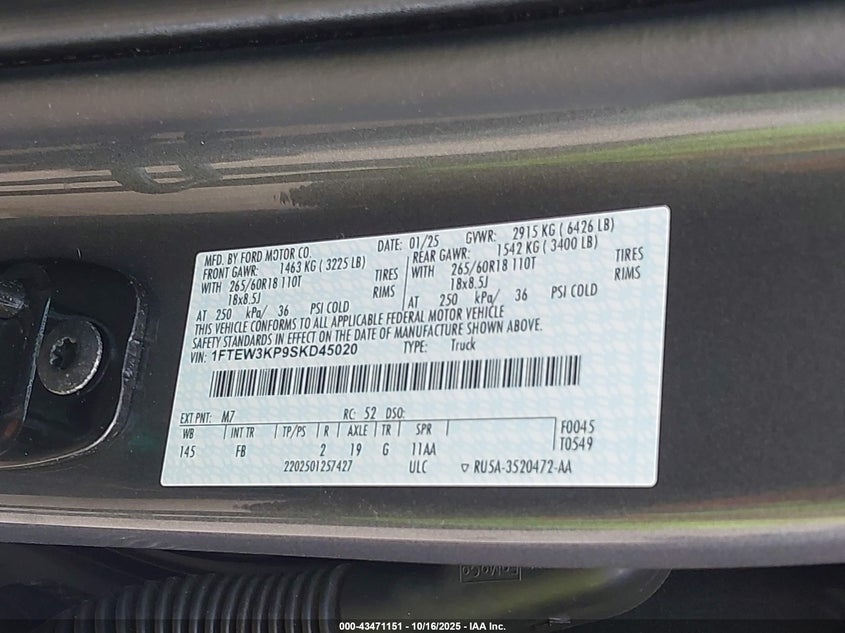 MFD. BY FORD MOTOR CO.
DATE: 01/25 GVWR: 2915 KG ( 6426 LB)
FRONT GAWR: 1463 KG ( 3225 LB)
WITH 265/60R18 110T TIRES
18x8.5J RIMS
AT 250 kPa/ 36 PSI COLD
REAR GAWR: 1542 KG ( 3400 LB)
WITH 265/60R18 110T TIRES
18x8.5J RIMS
AT 250 kPa/ 36 PSI COLD
THIS VEHICLE CONFORMS TO ALL APPLICABLE FEDERAL MOTOR VEHICLE
SAFETY STANDARDS IN EFFECT ON THE DATE OF MANUFACTURE SHOWN ABOVE.
VIN: 1FTEW3KP9SKD45020 TYPE: Truck
EXT PNT: M7 RC: 52 DSO:
WB INT TR TP/PS R AXLE TR SPR F0045
145 FB 2 19 G 11AA T0549
2202501257427 ULC RU5A-3520472-AA
000-43471151 - 10/16/2025 - IAA Inc.